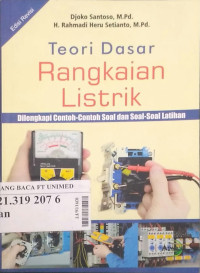 Edisi Revisi
Djoko Santoso, M.Pd.
H. Rahmadi Heru Setianto, M.Pd.
Teori Dasar
Rangkaian
Listrik
Dilengkapi Contoh-Contoh Soal dan Soal-Soal Latihan
ANG BACA FT UNIMED
21.319 207 6
an